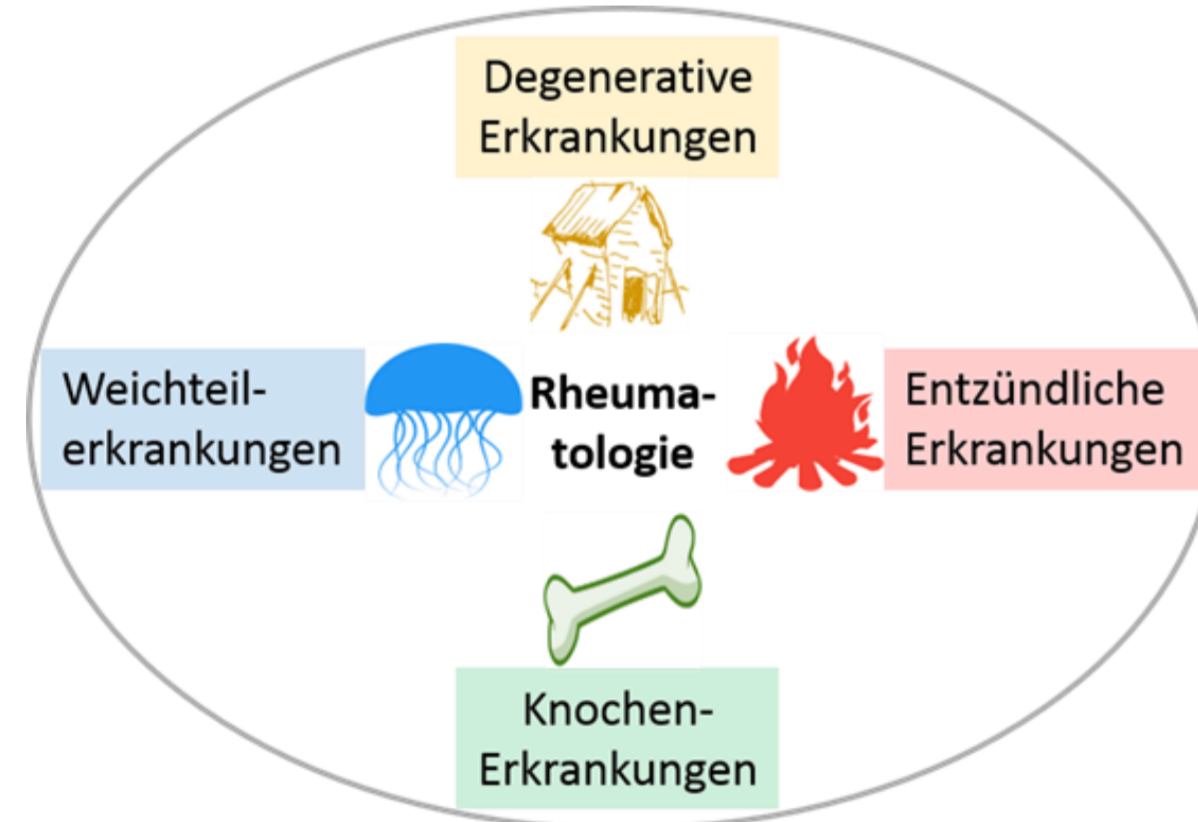 Degenerative
Erkrankungen
Weichteil-
erkrankungen
Rheuma-
tologie
Entzündliche
Erkrankungen
Knochen-
Erkrankungen